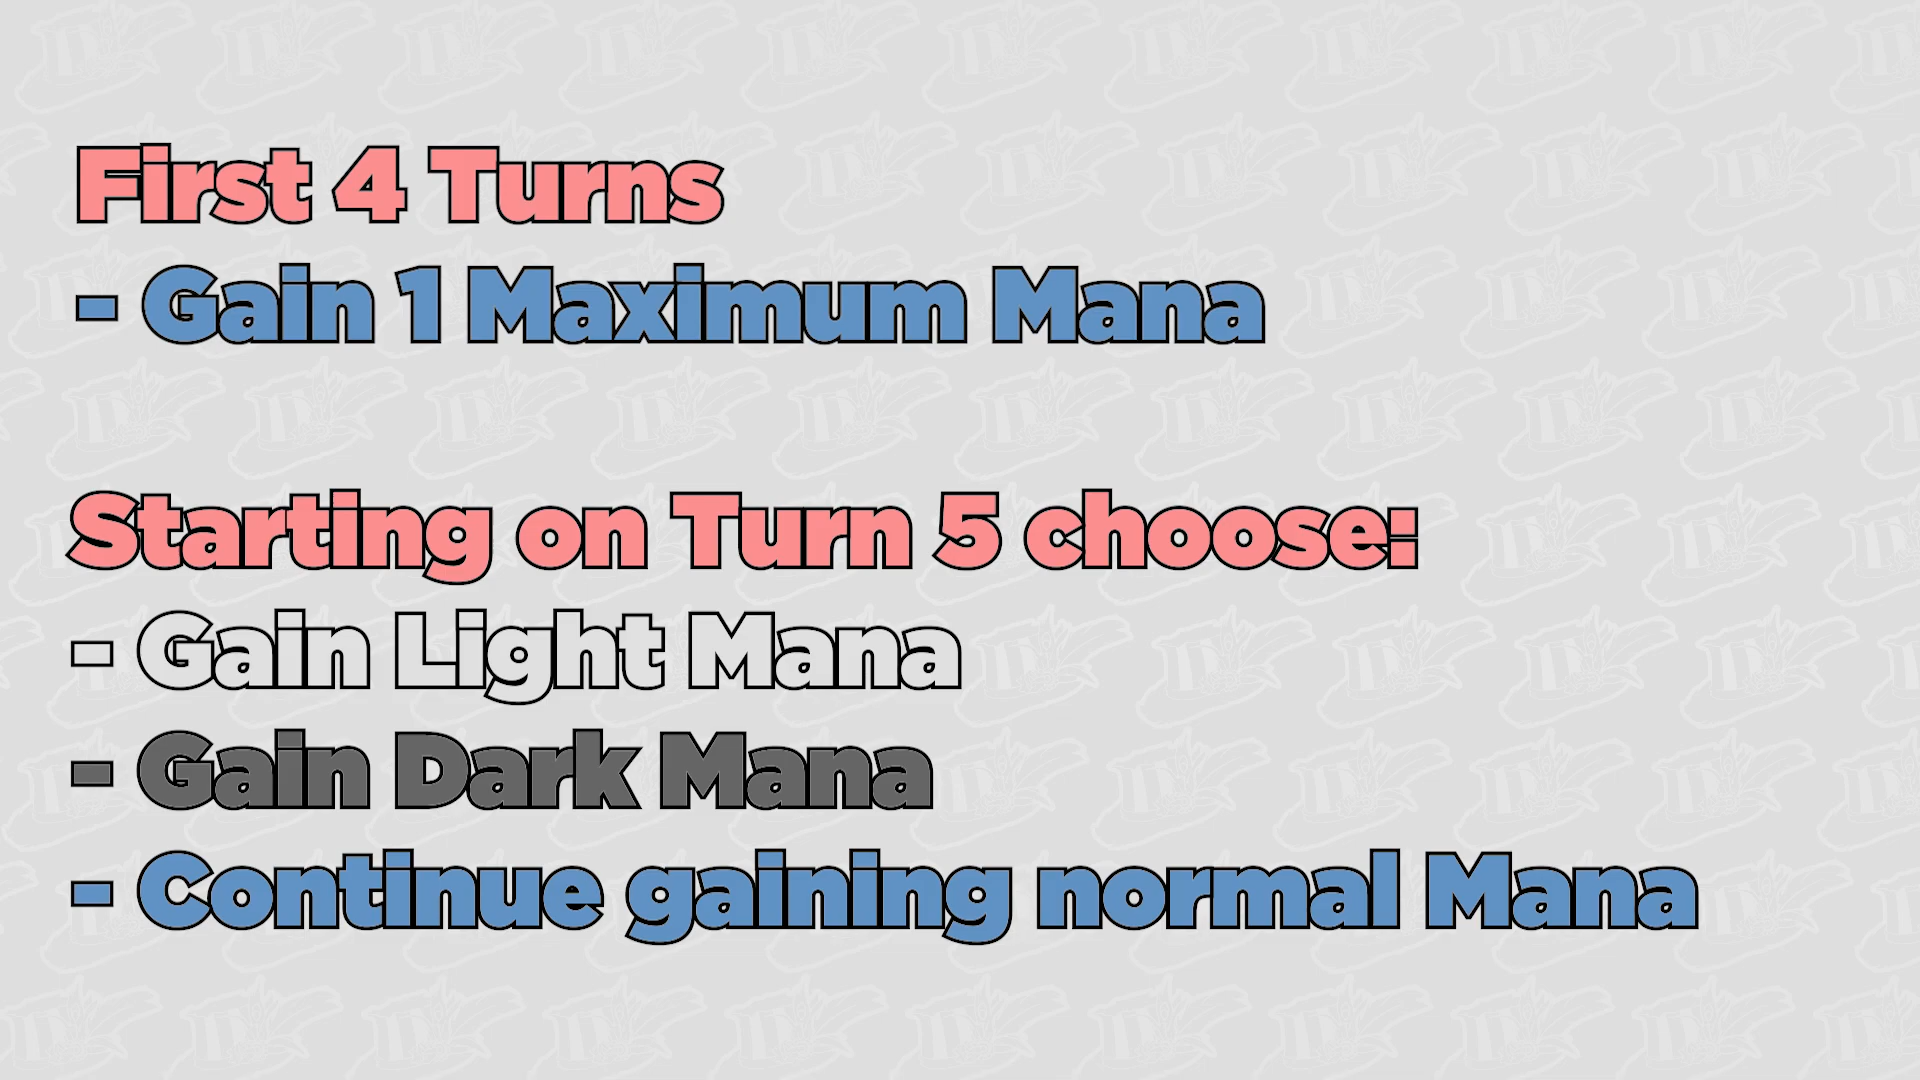 First 4 Turns
- Gain 1 Maximum Mana
Starting on Turn 5 choose:
- Gain Light Mana
- Gain Dark Mana
- Continue gaining normal Mana